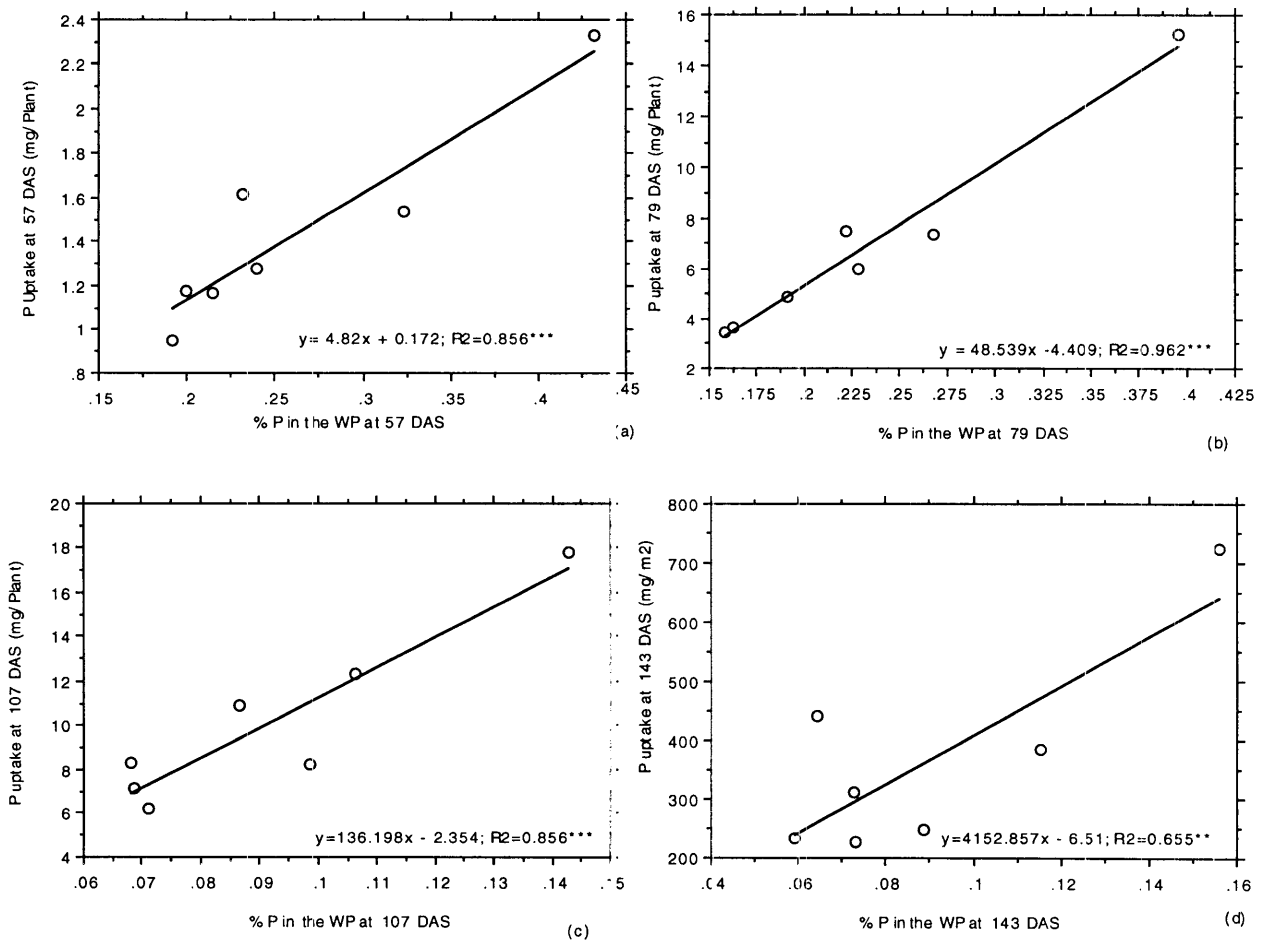 2.4
2.2
2
1.8
1.6
1.4
1.2
1
.8
P Uptake at 57 DAS (mg/Plant)
y= 4.82x + 0.172; R2=0.856***
.15 .2 .25 .3 .35 .4 .45
% P in the WP at 57 DAS
(a)
16
14
12
10
8
6
4
2
P uptake at 79 DAS (mg/Plant)
y = 48.539x -4.409; R2=0.962***
.15 .175 .2 .225 .25 .275 .3 .325 .35 .375 .4 .425
% P in the WP at 79 DAS
(b)
20
18
16
14
12
10
8
6
4
P uptake at 107 DAS (mg/Plant)
y=136.198x - 2.354; R2=0.856***
.06 .07 .08 .09 .1 .11 .12 .13 .14
% P in the WP at 107 DAS
(c)
800
700
600
500
400
300
200
P uptake at 143 DAS (mg/m2)
y=4152.857x - 6.51; R2=0.655**
.04 .06 .08 .1 .12 .14 .16
% P in the WP at 143 DAS
(d)